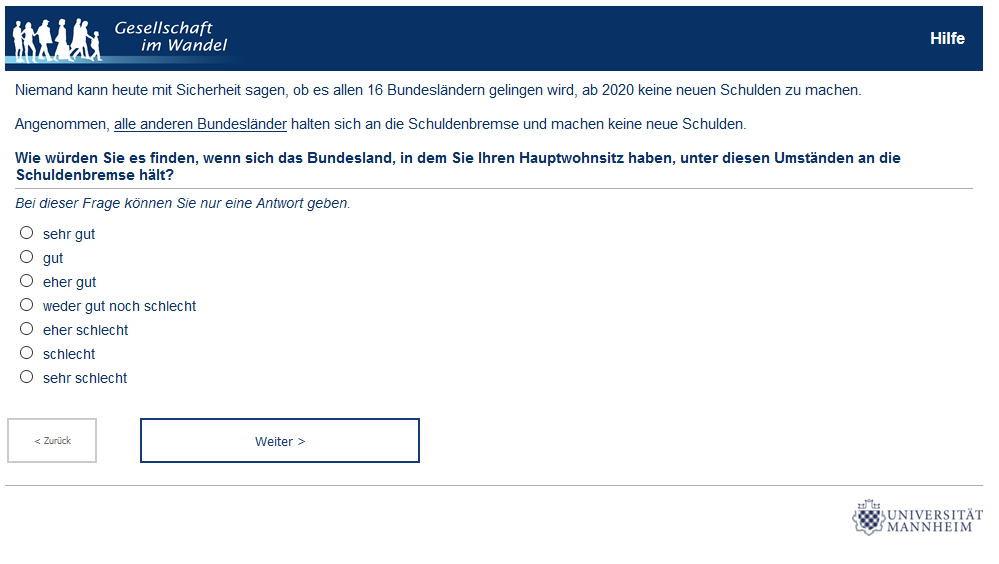 Gesellschaft
im Wandel
Hilfe
Niemand kann heute mit Sicherheit sagen, ob es allen 16 Bundesländern gelingen wird, ab 2020 keine neuen Schulden zu machen.
Angenommen, alle anderen Bundesländer halten sich an die Schuldenbremse und machen keine neue Schulden.
Wie würden Sie es finden, wenn sich das Bundesland, in dem Sie Ihren Hauptwohnsitz haben, unter diesen Umständen an die
Schuldenbremse hält?
Bei dieser Frage können Sie nur eine Antwort geben.
sehr gut
gut
eher gut
weder gut noch schlecht
eher schlecht
schlecht
sehr schlecht
< Zurück
Weiter >
UNIVERSITÄT
MANNHEIM